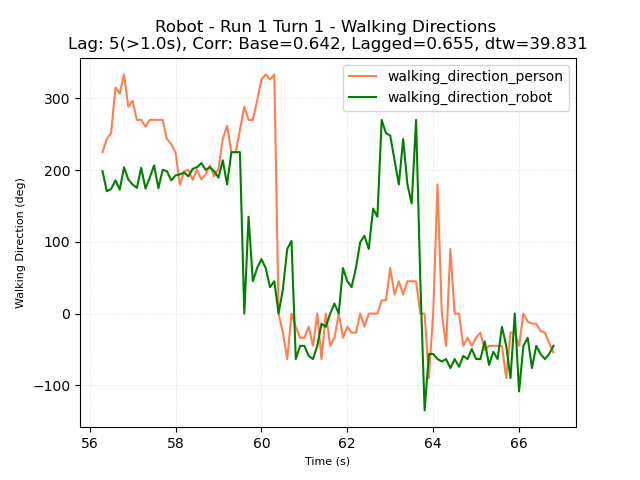 Robot - Run 1 Turn 1 - Walking Directions
Lag: 5(>1.0s), Corr: Base=0.642, Lagged=0.655, dtw=39.831
walking_direction_person
walking_direction_robot
Walking Direction (deg)
300
200
100
0
−100
56
58
60
62
64
66
Time (s)